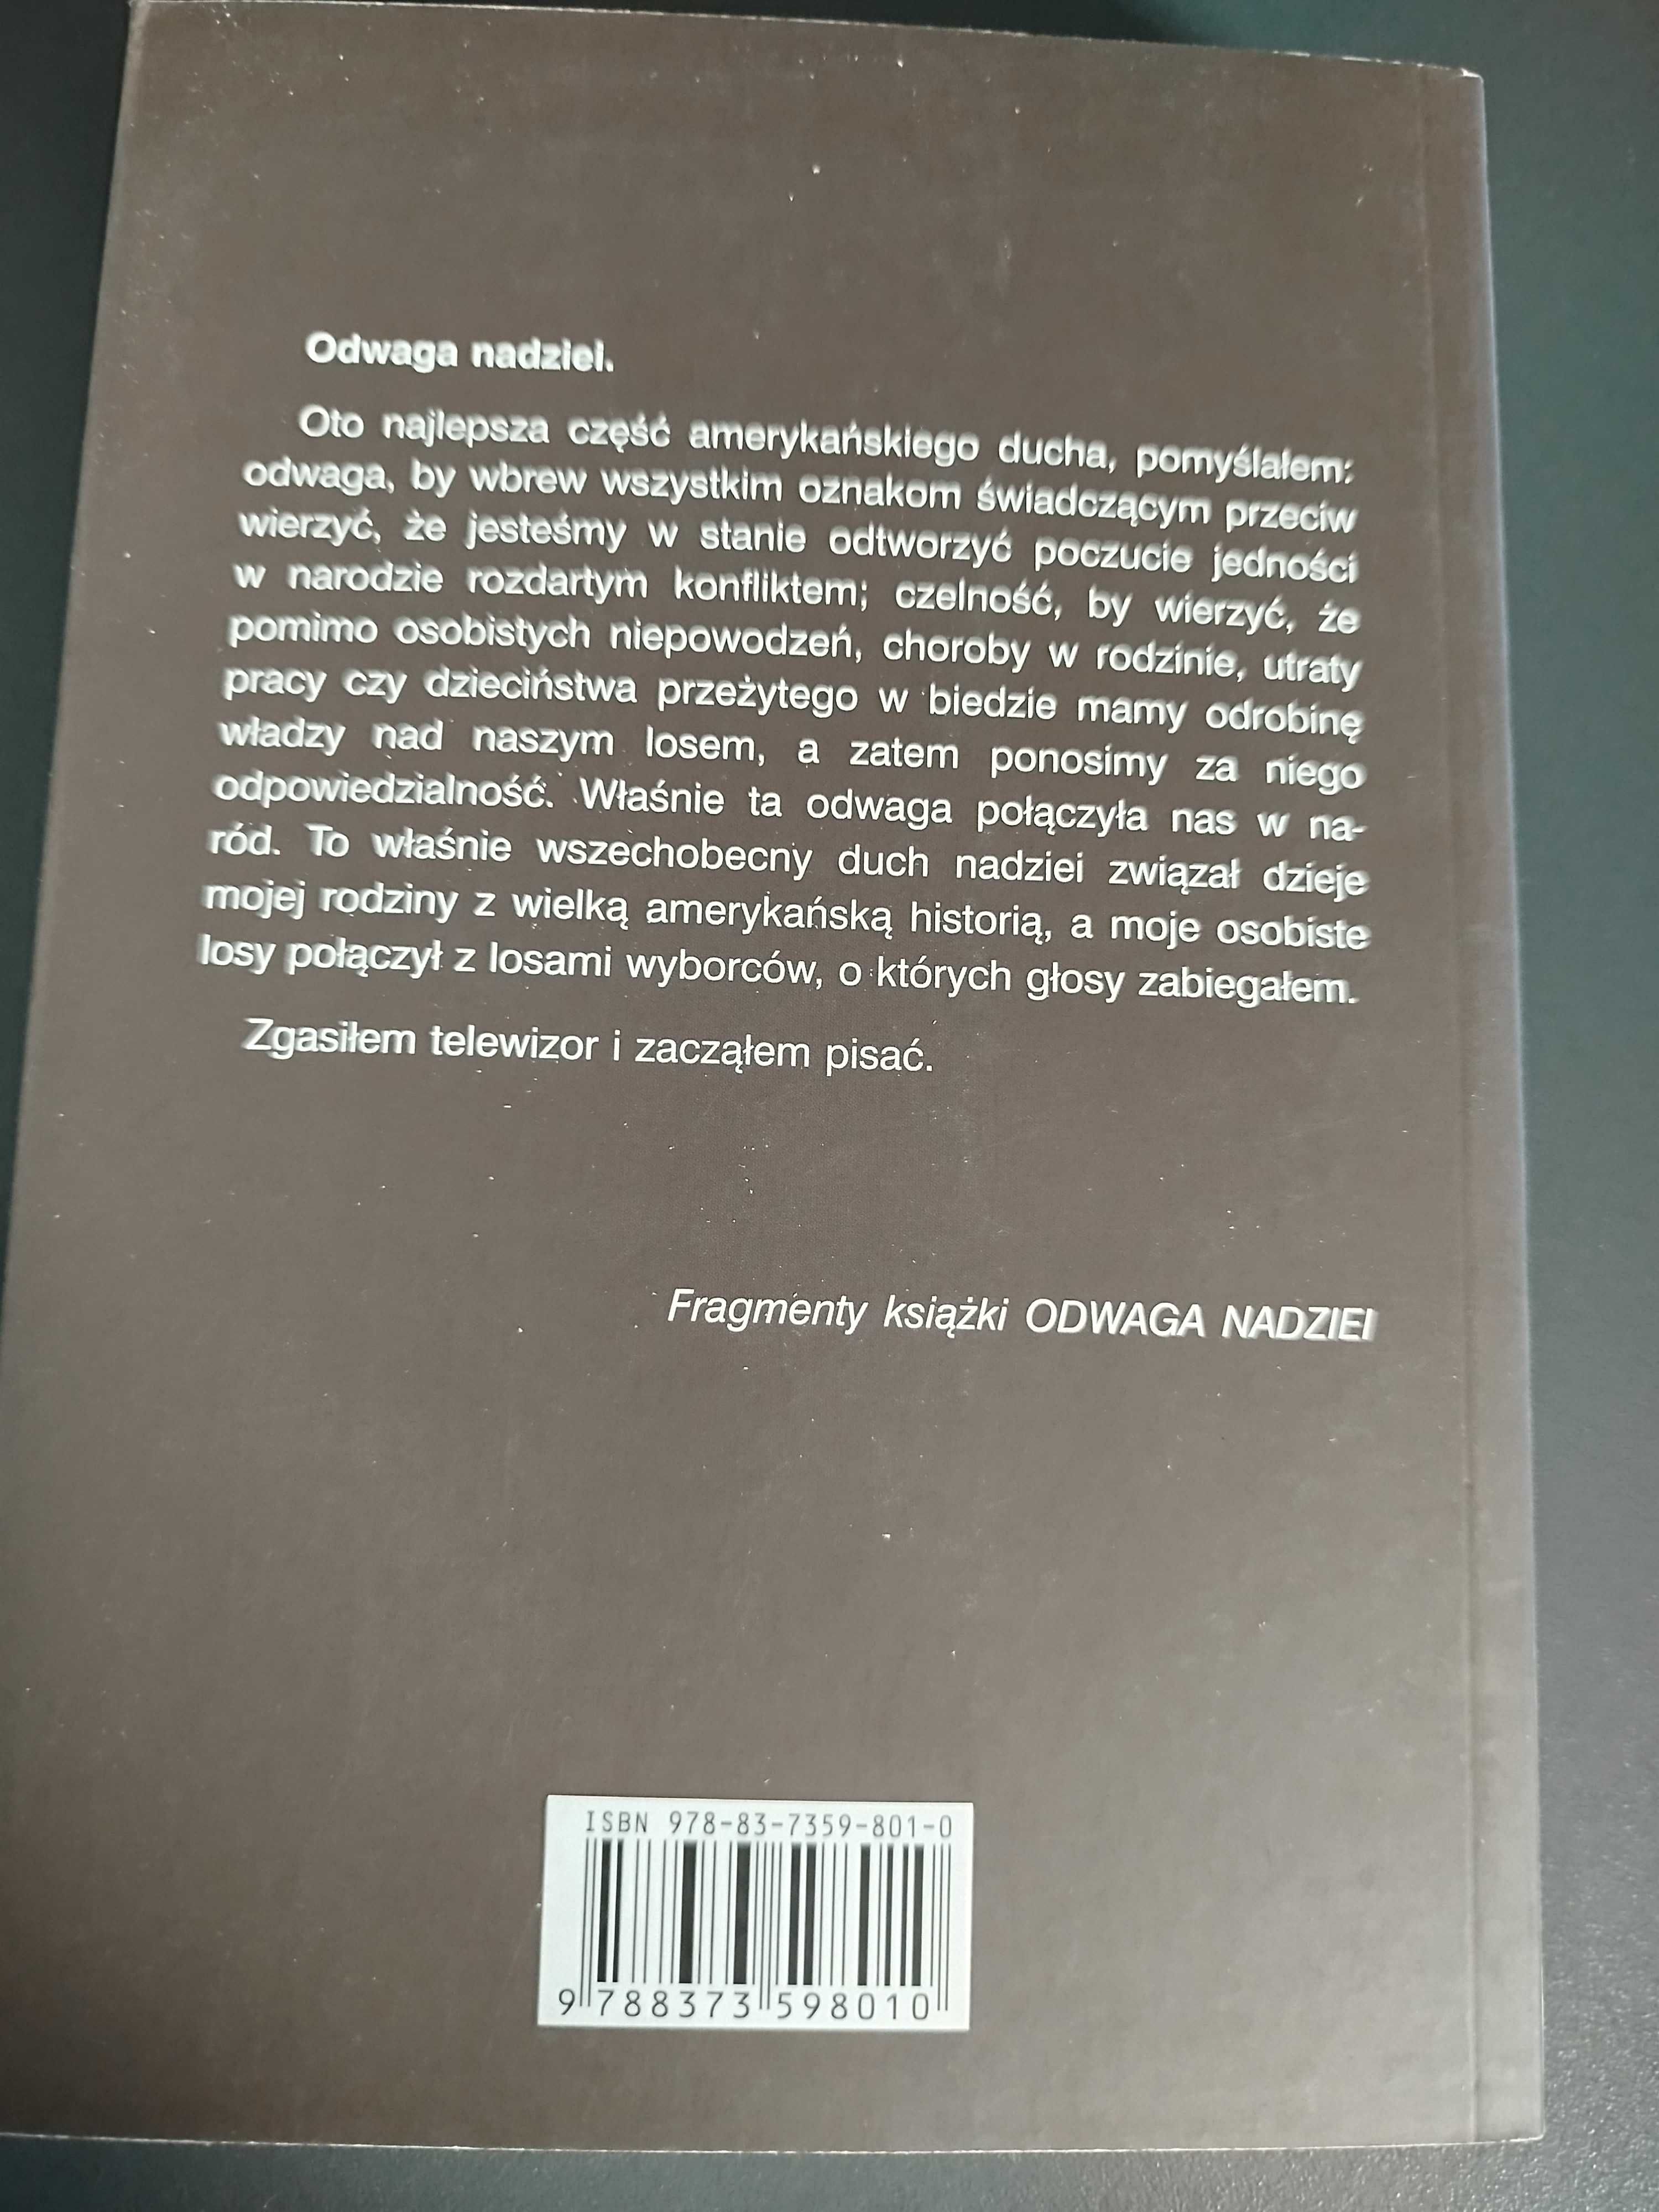 Odwaga nadziei.
Oto najlepsza część amerykańskiego ducha, pomyślałem:
odwaga, by wbrew wszystkim oznakom świadczącym przeciw
wierzyć, że jesteśmy w stanie odtworzyć poczucie jedności
w narodzie rozdartym konfliktem; czelność, by wierzyć, że
pomimo osobistych niepowodzeń, choroby w rodzinie, utraty
pracy czy dzieciństwa przeżytego w biedzie mamy odrobinę
władzy nad naszym losem, a zatem ponosimy za niego
odpowiedzialność. Właśnie ta odwaga połączyła nas w na-
ród. To właśnie wszechobecny duch nadziei związał dzieje
mojej rodziny z wielką amerykańską historią, a moje osobiste
losy połączył z losami wyborców, o których głosy zabiegałem.
Zgasiłem telewizor i zacząłem pisać.
Fragmenty książki ODWAGA NADZIEI
ISBN 978-83-7359-801-0
9 788373 598010